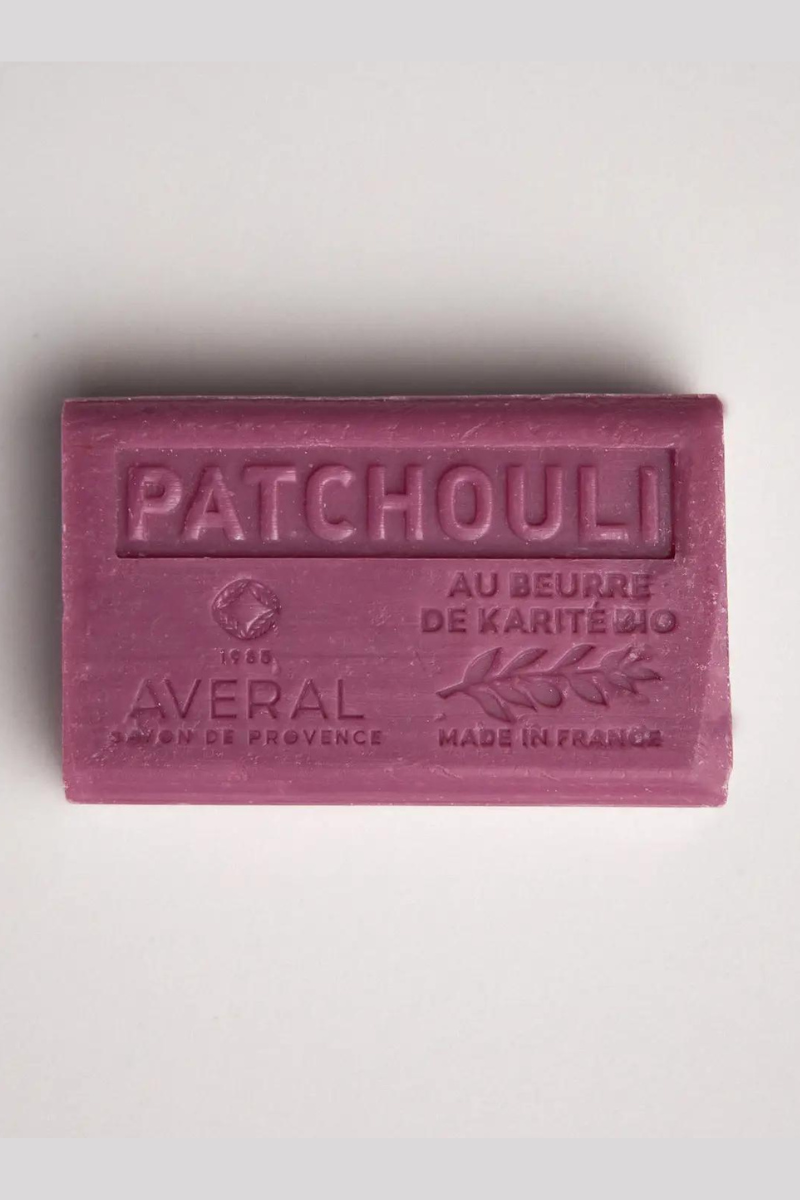 PATCHOULI
1985
AVERAL
SAVON DE PROVENCE
AU BEURRE
DE KARITÉ BIO
MADE IN FRANCE